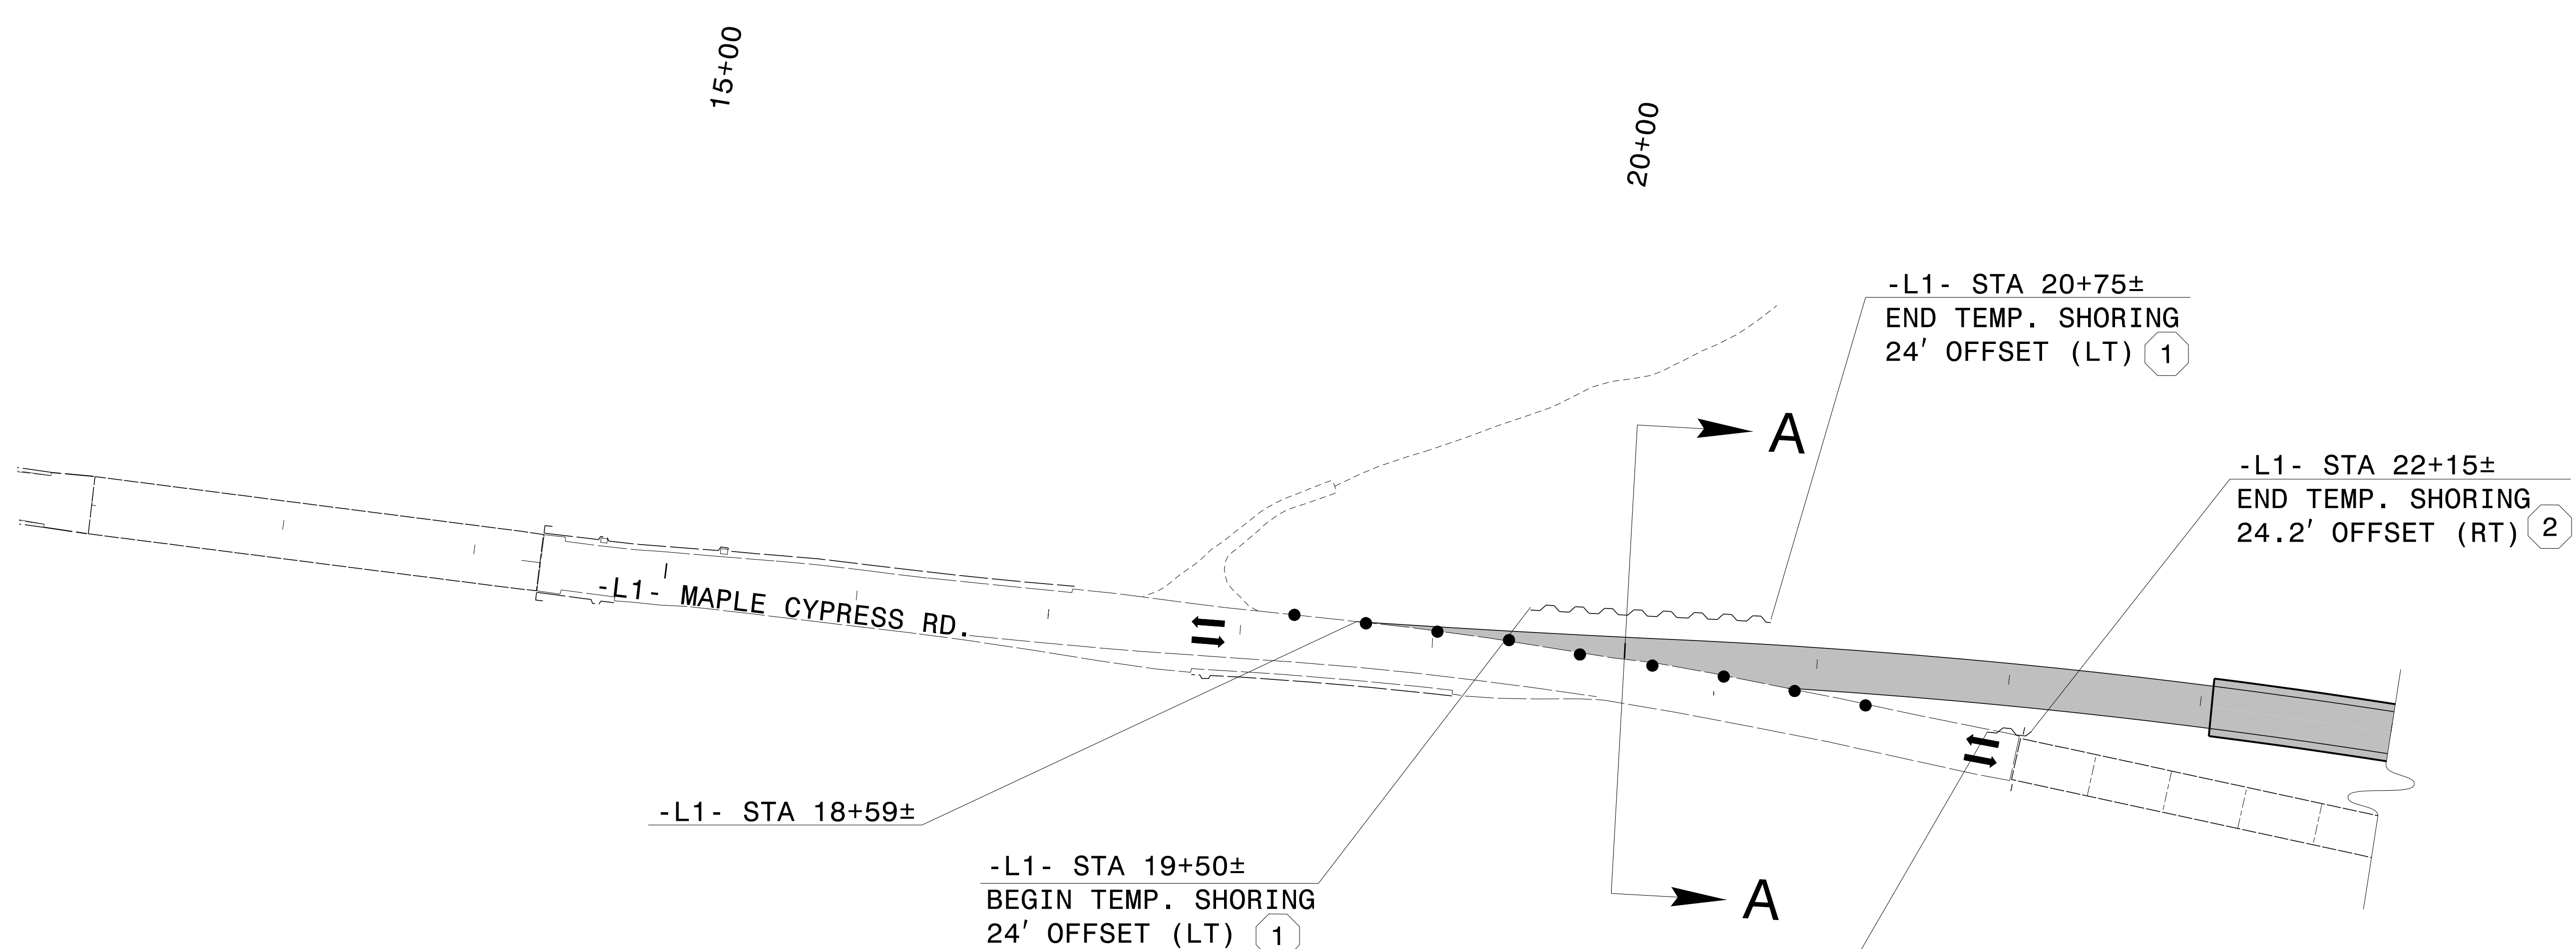 15+00
20+00
-L1- STA 20+75±
END TEMP. SHORING
24' OFFSET (LT) 1
A
-L1- STA 22+15±
END TEMP. SHORING
24.2' OFFSET (RT) 2
-L1- MAPLE CYPRESS RD.
-L1- STA 18+59±
-L1- STA 19+50±
BEGIN TEMP. SHORING
24' OFFSET (LT) 1
A